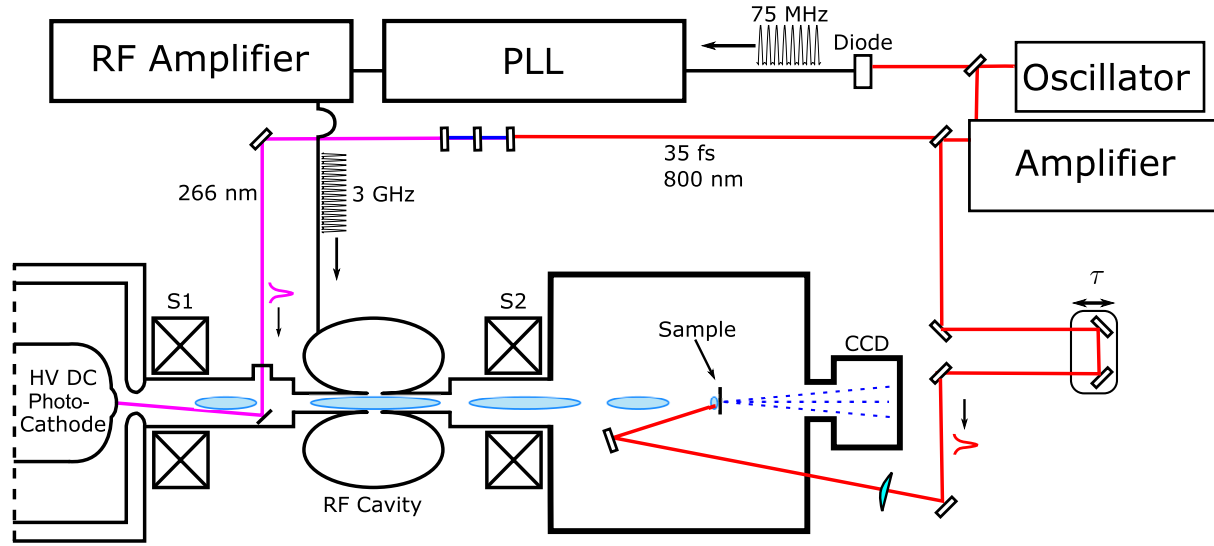 75 MHz
RF Amplifier
PLL
Diode
Oscillator
35 fs
800 nm
Amplifier
266 nm
3 GHz
τ
S1
S2
Sample
CCD
HV DC
Photo-
Cathode
RF Cavity